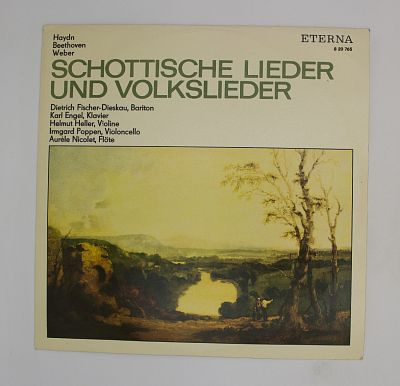 Haydn
Beethoven
Weber
ETERNA
8 20 765
SCHOTTISCHE LIEDER
UND VOLKSLIEDER
Dietrich Fischer-Dieskau, Bariton
Karl Engel, Klavier
Helmut Heller, Violine
Irmgard Poppen, Violoncello
Aurèle Nicolet, Flöte